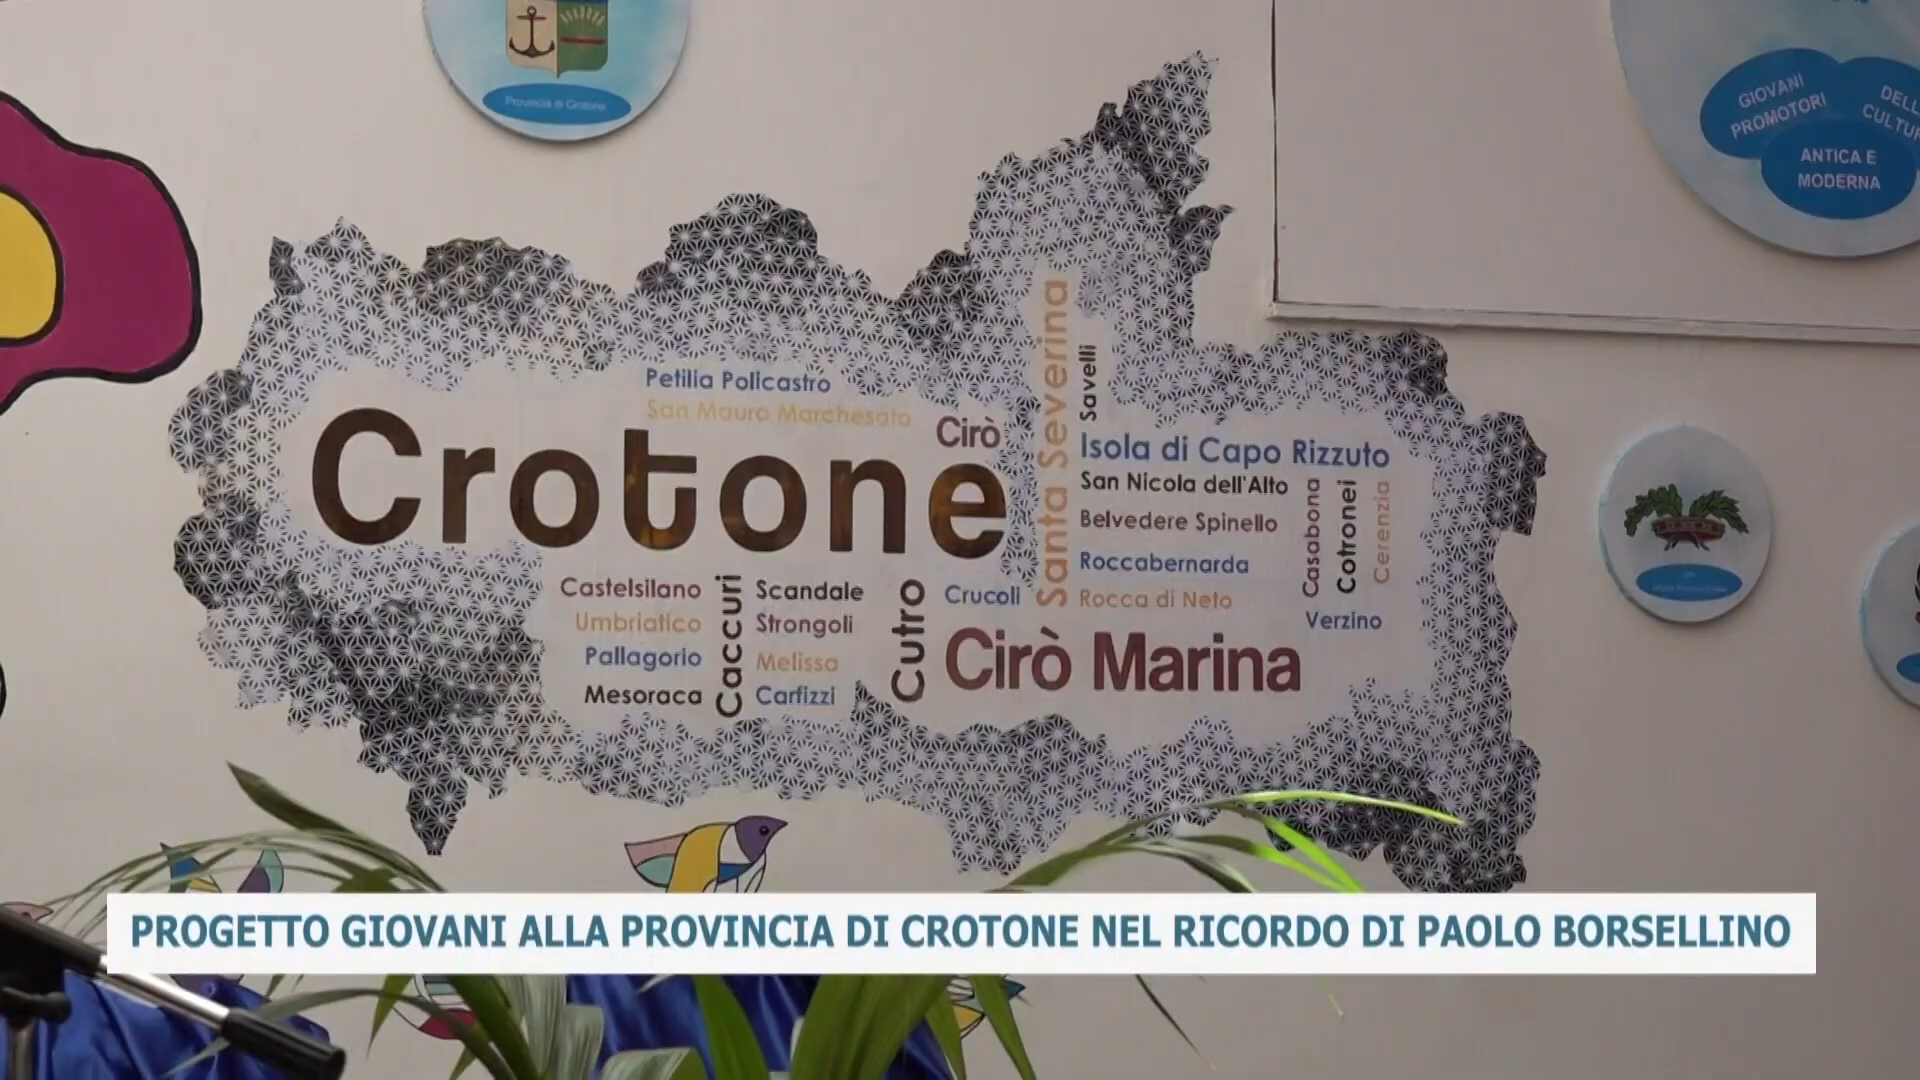 Provincia di Crotone
GIOVANI
PROMOTORI
ANTICA E
MODERNA
Petilia Policastro
San Mauro Marchesato
Crotone
Cirò
Santa Severina
Savelli
Isola di Capo Rizzuto
San Nicola dell'Alto
Belvedere Spinello
Roccabernarda
Rocca di Neto
Casabona
Cotronei
Cerenzia
Verzino
Castelsilano
Umbriatico
Pallagorio
Mesoraca
Caccuri
Scandale
Strongoli
Melissa
Carfizzi
Cutro
Crucoli
Cirò Marina
PROGETTO GIOVANI ALLA PROVINCIA DI CROTONE NEL RICORDO DI PAOLO BORSELLINO